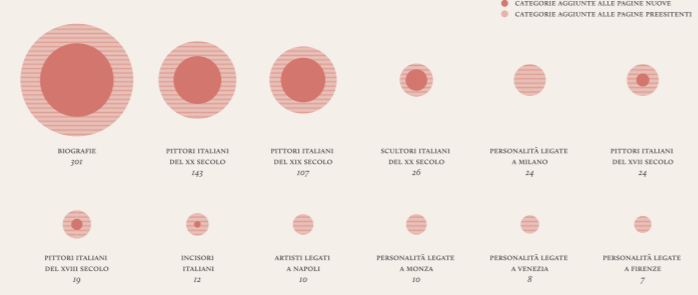 CATEGORIE AGGIUNTE ALLE PAGINE NUOVE
CATEGORIE AGGIUNTE ALLE PAGINE PREESITENTI
BIOGRAFIE
301
PITTORI ITALIANI
DEL XX SECOLO
143
PITTORI ITALIANI
DEL XIX SECOLO
107
SCULTORI ITALIANI
DEL XX SECOLO
26
PERSONALITÀ LEGATE
A MILANO
24
PITTORI ITALIANI
DEL XVII SECOLO
24
PITTORI ITALIANI
DEL XVIII SECOLO
19
INCISORI
ITALIANI
12
ARTISTI LEGATI
A NAPOLI
10
PERSONALITÀ LEGATE
A MONZA
10
PERSONALITÀ LEGATE
A VENEZIA
8
PERSONALITÀ LEGATE
A FIRENZE
7